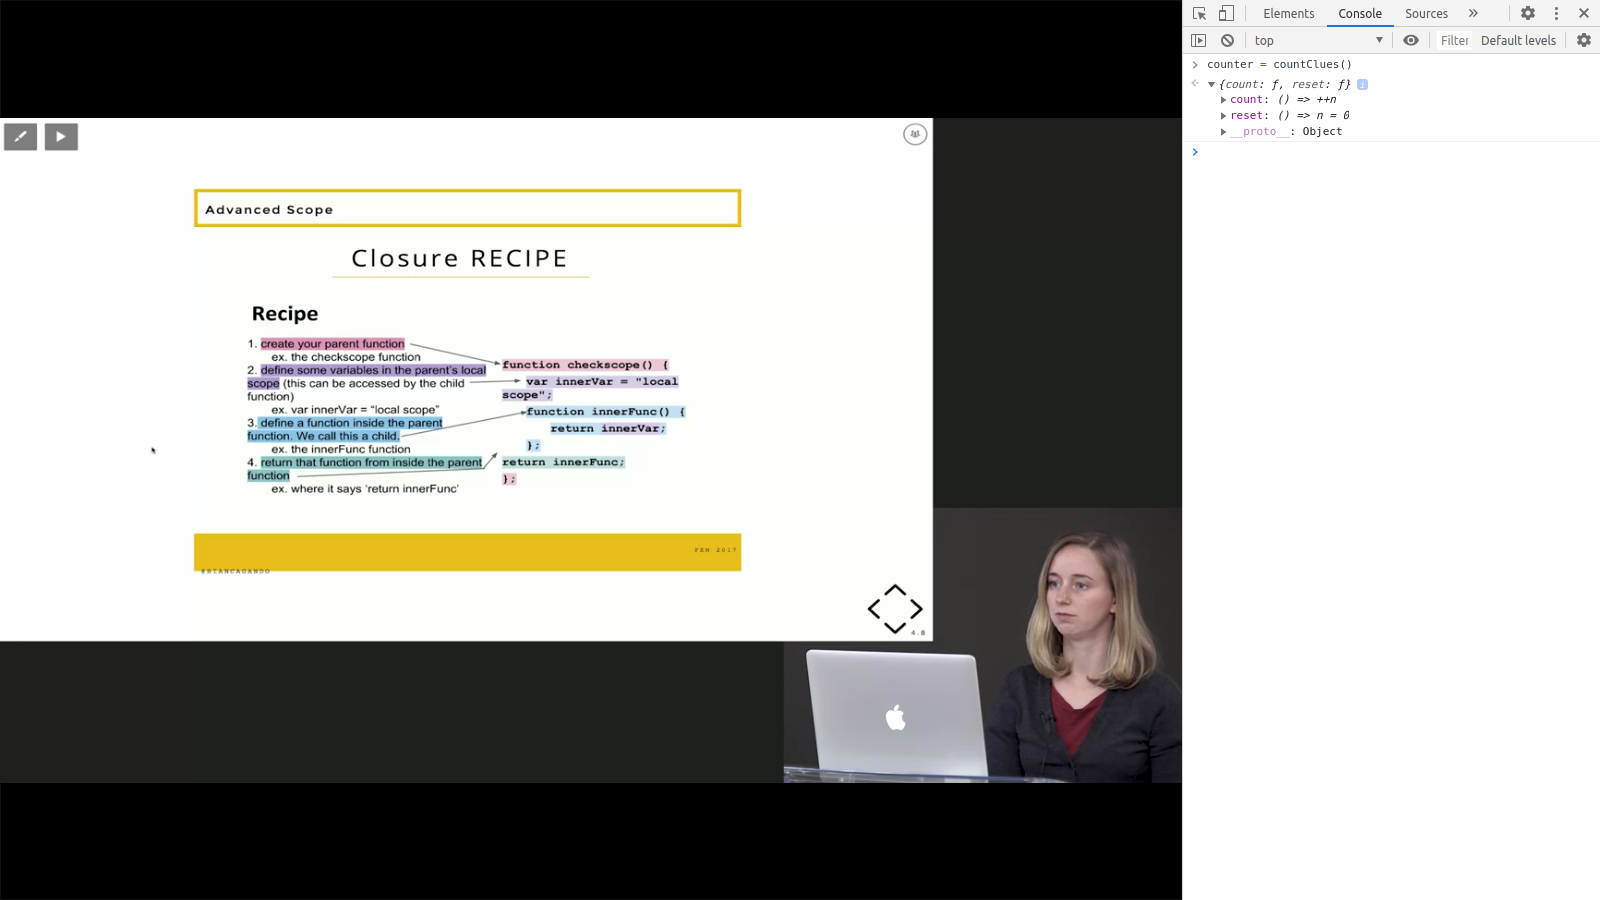 Advanced Scope
Closure RECIPE
Recipe
1. create your parent function
ex. the checkscope function
2. define some variables in the parent's local
scope (this can be accessed by the child
function)
ex. var innerVar = “local scope”
3. define a function inside the parent
function. We call this a child.
ex. the innerFunc function
4. return that function from inside the parent
function
ex. where it says ‘return innerFunc’
function checkscope() {
var innerVar = "local
scope";
function innerFunc() {
return innerVar;
};
return innerFunc;
};
FEM 2017
@BIANCAGANDO
4.8
Elements Console Sources »
top Filter Default levels
> counter = countClues()
{count: ƒ, reset: ƒ} i
count: () => ++n
reset: () => n = 0
__proto__: Object
>